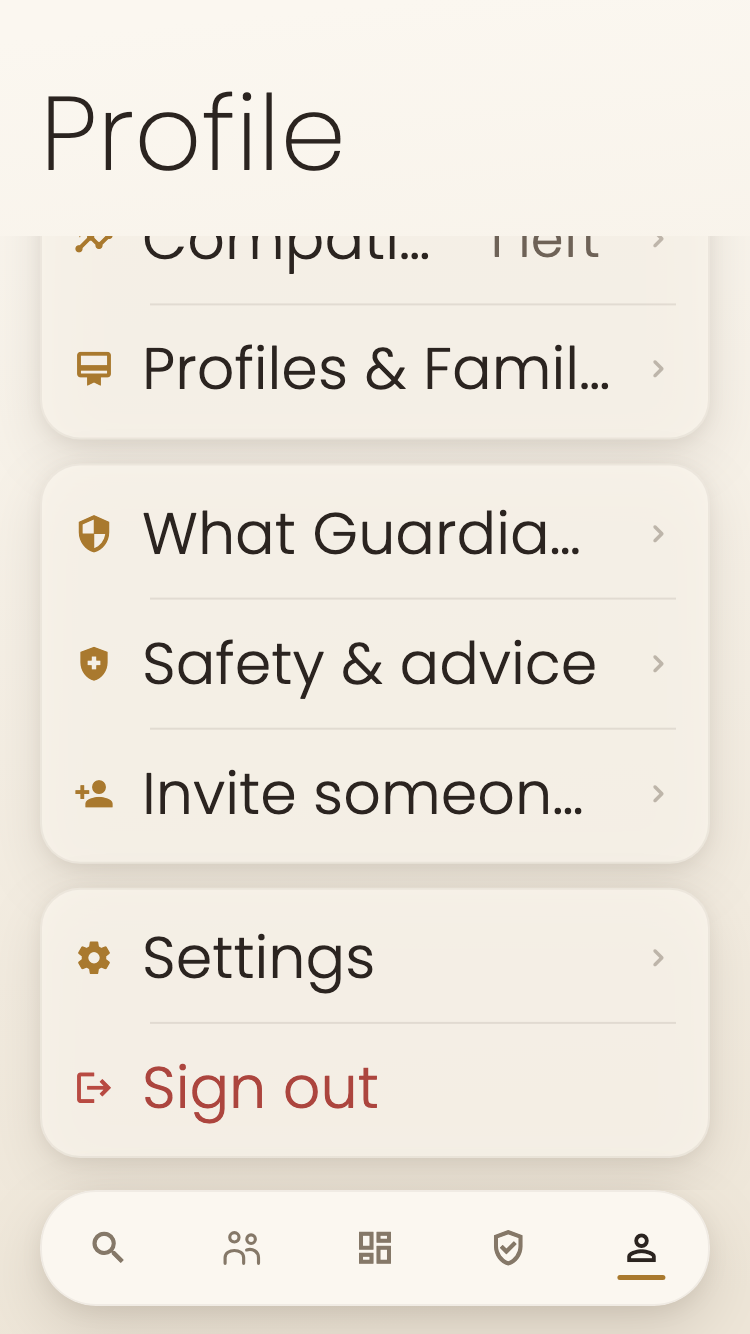 Profile
Compati...
Profiles & Famil...
What Guardia...
Safety & advice
Invite someon...
Settings
Sign out